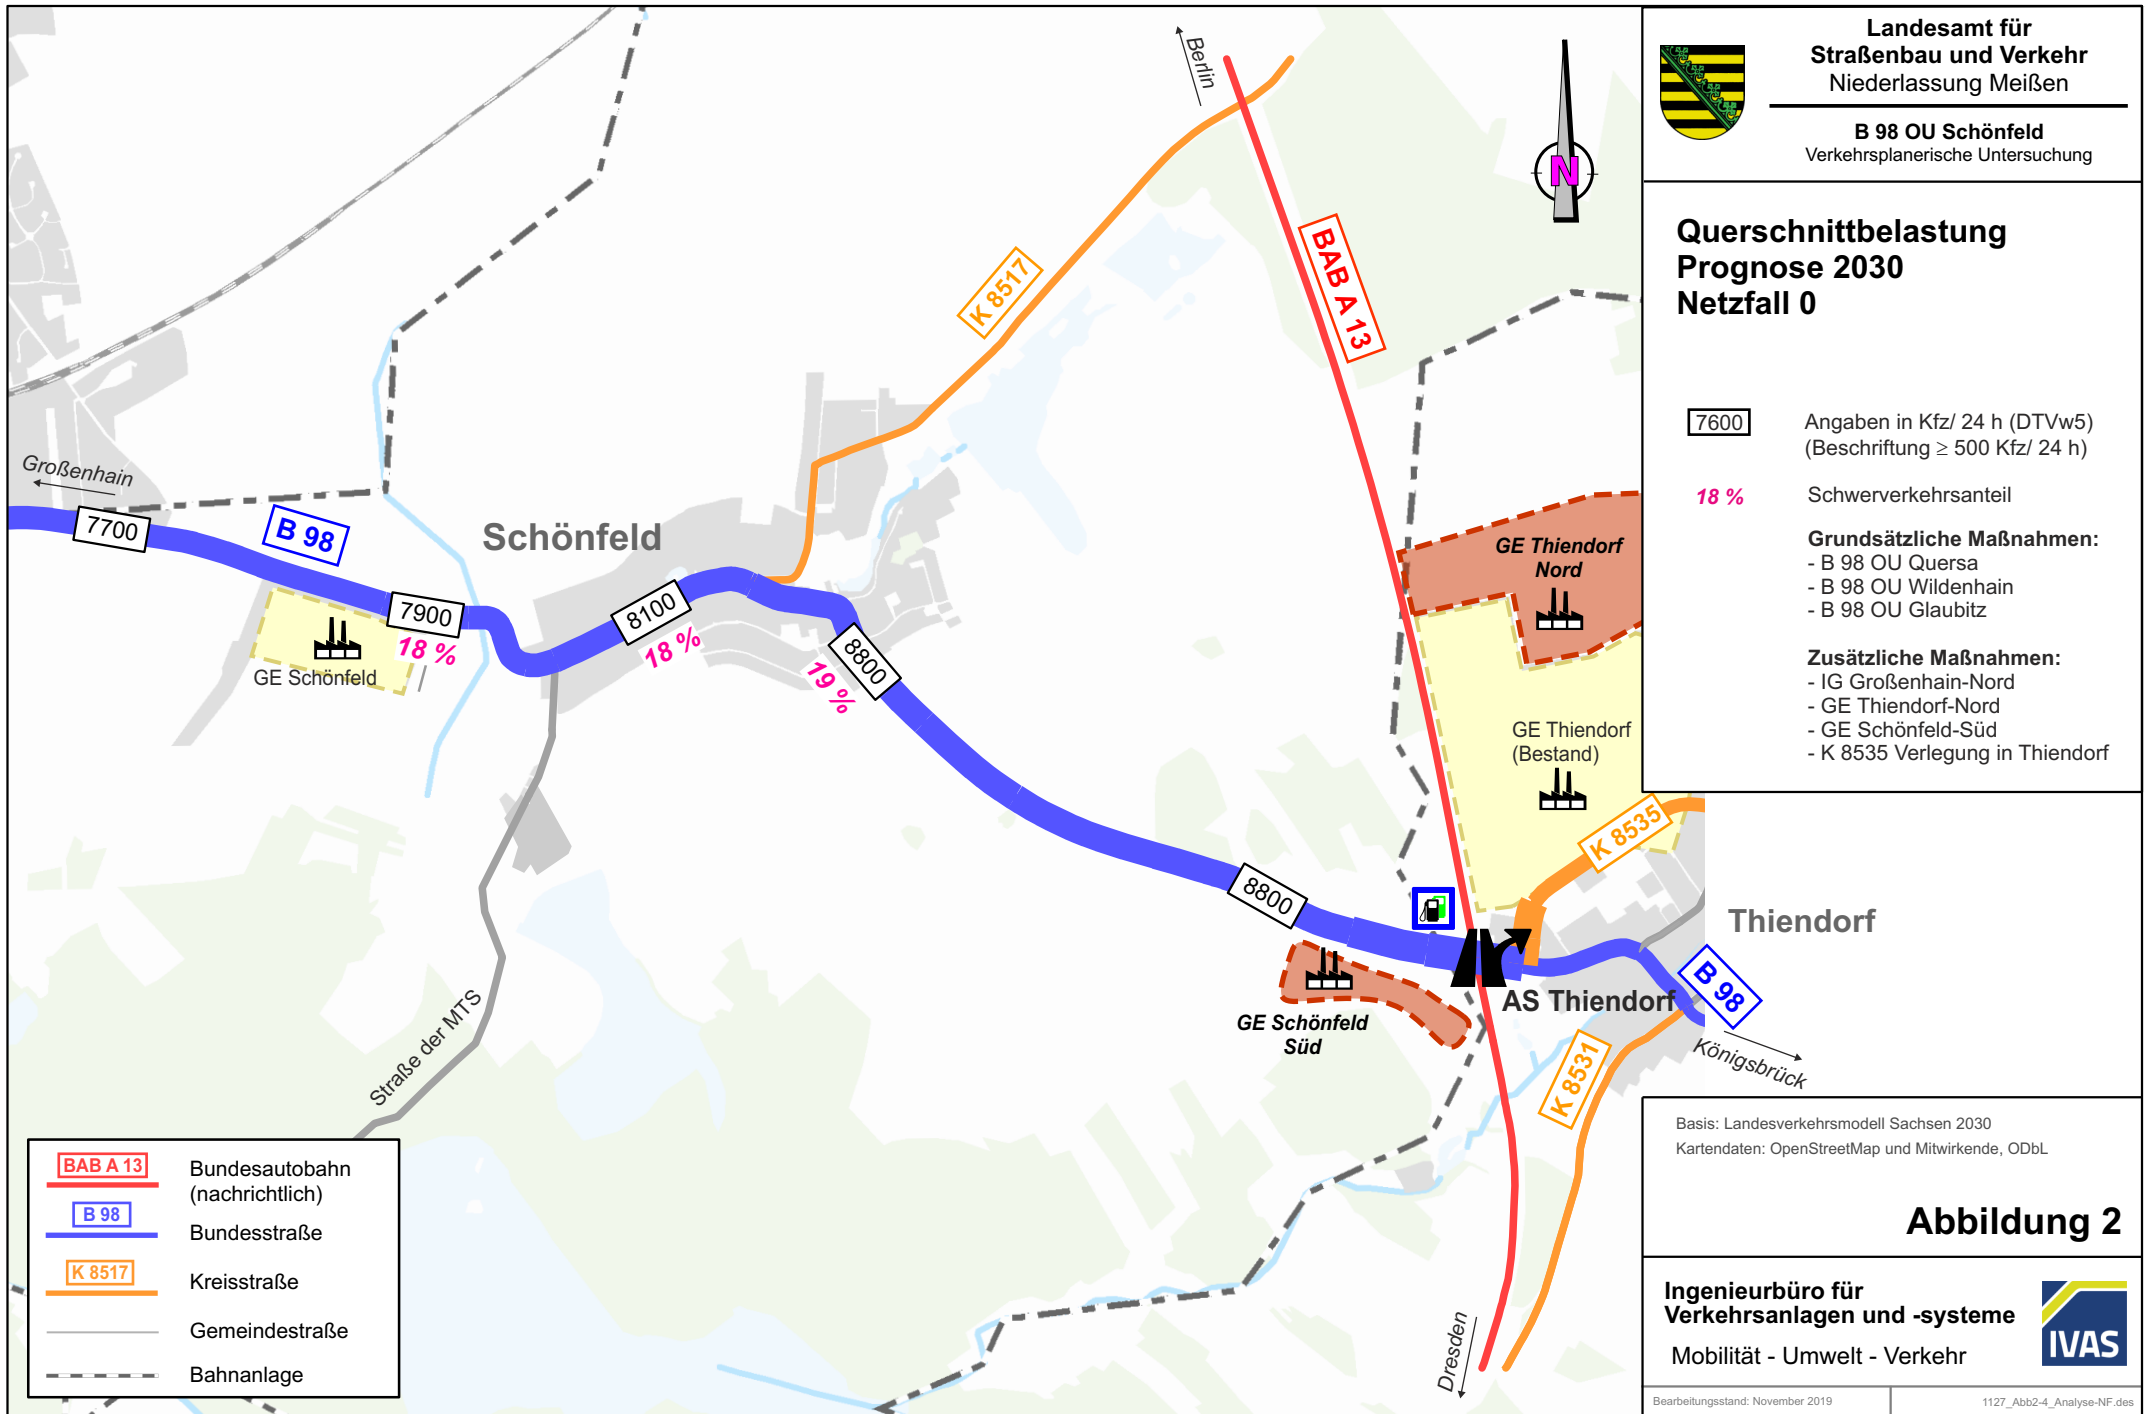 Landesamt für
Straßenbau und Verkehr
Niederlassung Meißen
B 98 OU Schönfeld
Verkehrsplanerische Untersuchung
Querschnittbelastung
Prognose 2030
Netzfall 0
7600
Angaben in Kfz/ 24 h (DTVw5)
(Beschriftung ≥ 500 Kfz/ 24 h)
18 %
Schwerverkehrsanteil
Grundsätzliche Maßnahmen:
- B 98 OU Quersa
- B 98 OU Wildenhain
- B 98 OU Glaubitz
Zusätzliche Maßnahmen:
- IG Großenhain-Nord
- GE Thiendorf-Nord
- GE Schönfeld-Süd
- K 8535 Verlegung in Thiendorf
Berlin
N
BAB A 13
K 8517
Großenhain
7700
B 98
Schönfeld
7900
18 %
GE Schönfeld
8100
18 %
8800
19 %
GE Thiendorf
Nord
GE Thiendorf
(Bestand)
K 8535
8800
Thiendorf
B 98
AS Thiendorf
GE Schönfeld
Süd
Königsbrück
K 8531
Straße der MTS
Dresden
BAB A 13
Bundesautobahn
(nachrichtlich)
B 98
Bundesstraße
K 8517
Kreisstraße
Gemeindestraße
Bahnanlage
Basis: Landesverkehrsmodell Sachsen 2030
Kartendaten: OpenStreetMap und Mitwirkende, ODbL
Abbildung 2
Ingenieurbüro für
Verkehrsanlagen und -systeme
Mobilität - Umwelt - Verkehr
IVAS
Bearbeitungsstand: November 2019
1127_Abb2-4_Analyse-NF.des